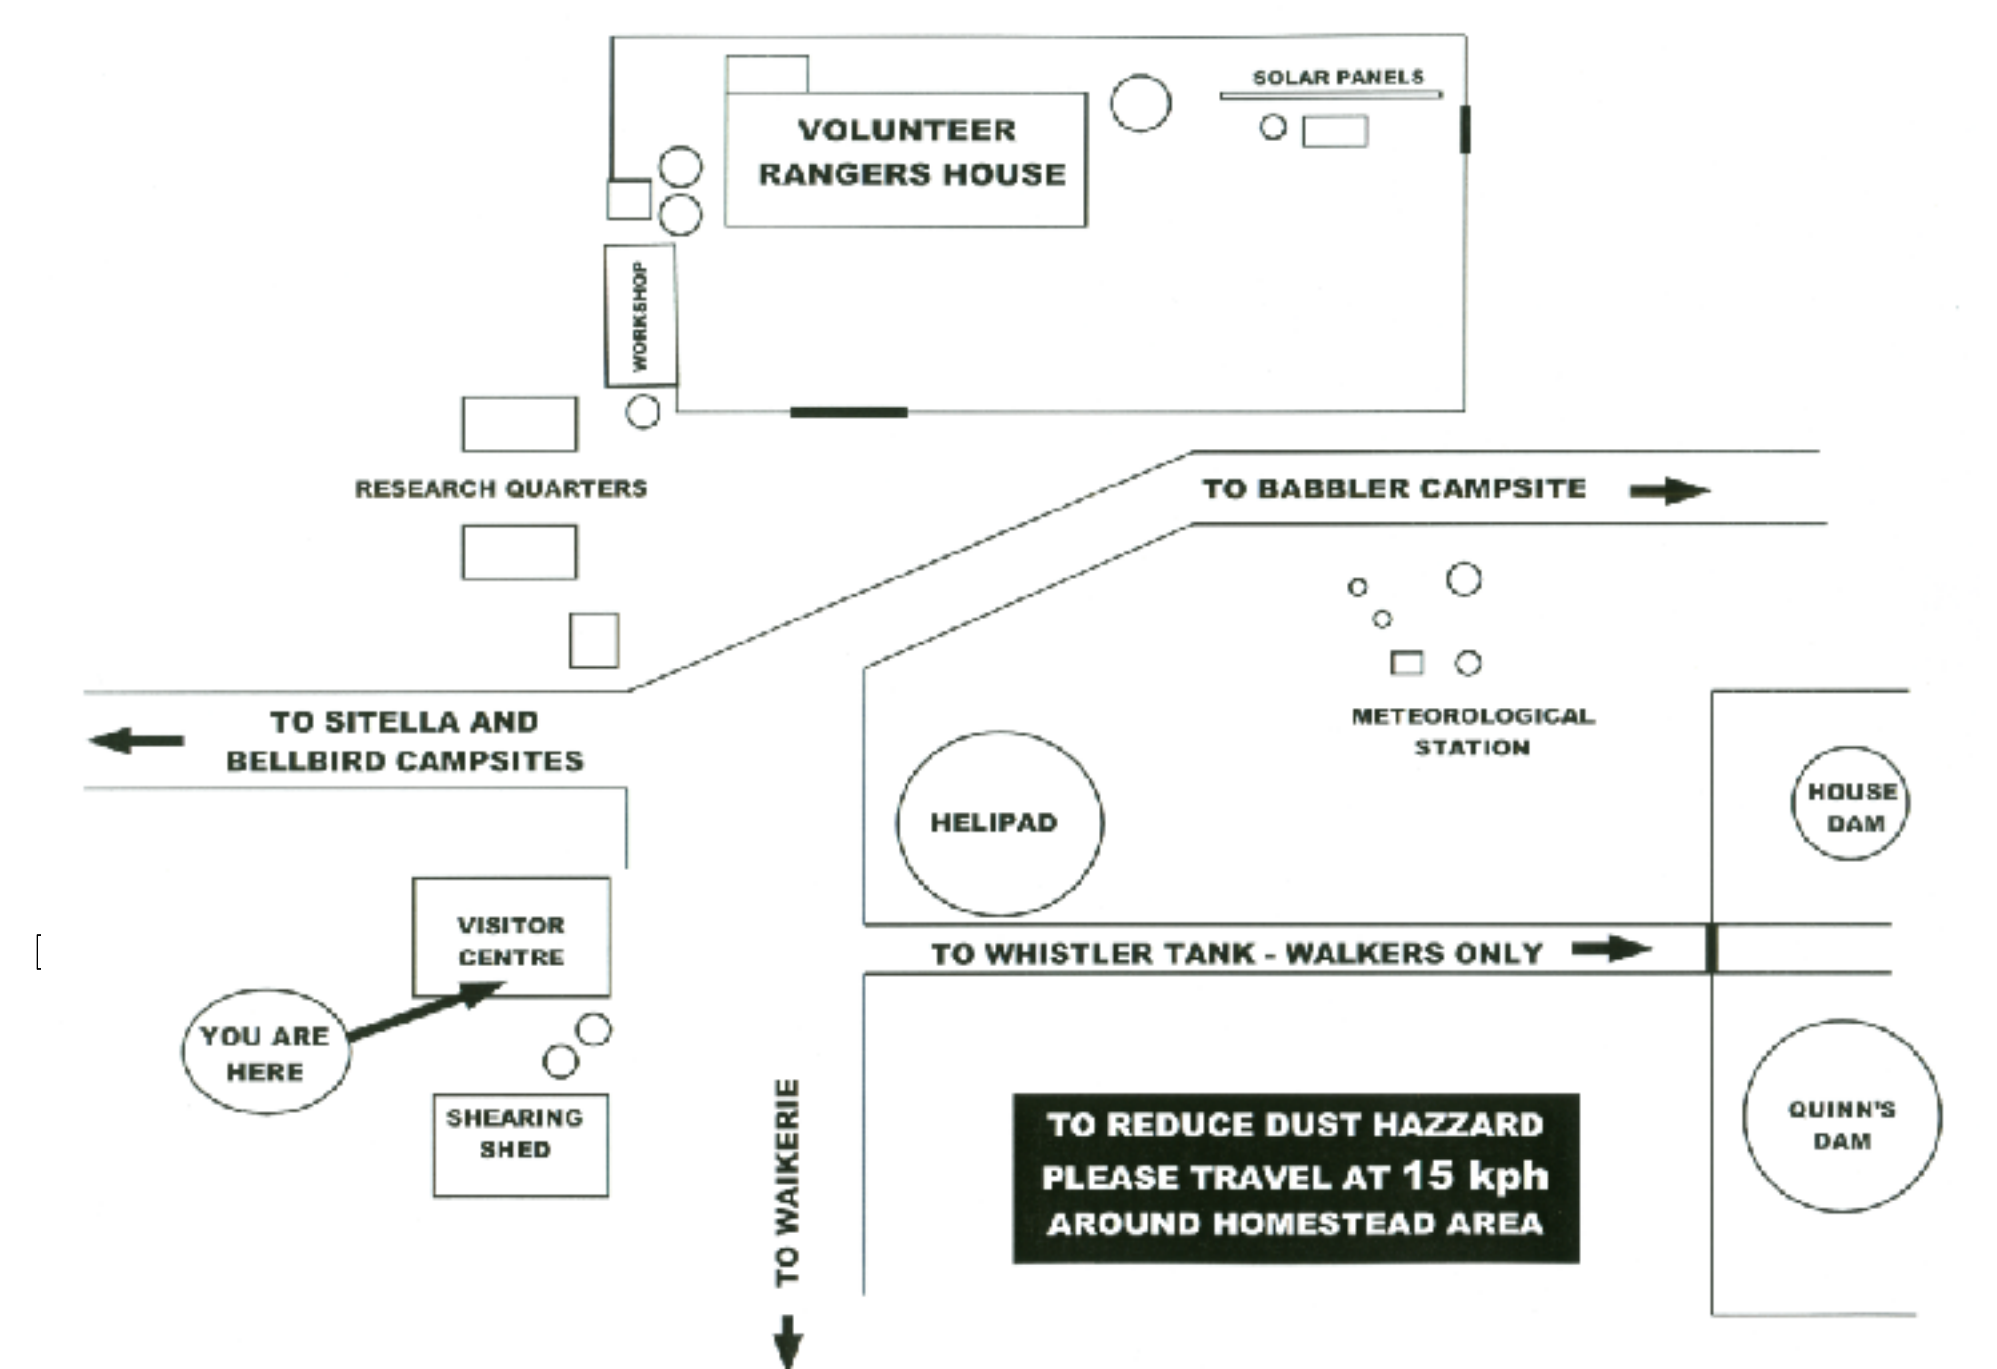 SOLAR PANELS
VOLUNTEER
RANGERS HOUSE
WORKSHOP
RESEARCH QUARTERS
TO BABBLER CAMPSITE
TO SITELLA AND
BELLBIRD CAMPSITES
METEOROLOGICAL
STATION
HELIPAD
HOUSE
DAM
VISITOR
CENTRE
TO WHISTLER TANK - WALKERS ONLY
YOU ARE
HERE
SHEARING
SHED
TO WAIKERIE
TO REDUCE DUST HAZZARD
PLEASE TRAVEL AT 15 kph
AROUND HOMESTEAD AREA
QUINN'S
DAM